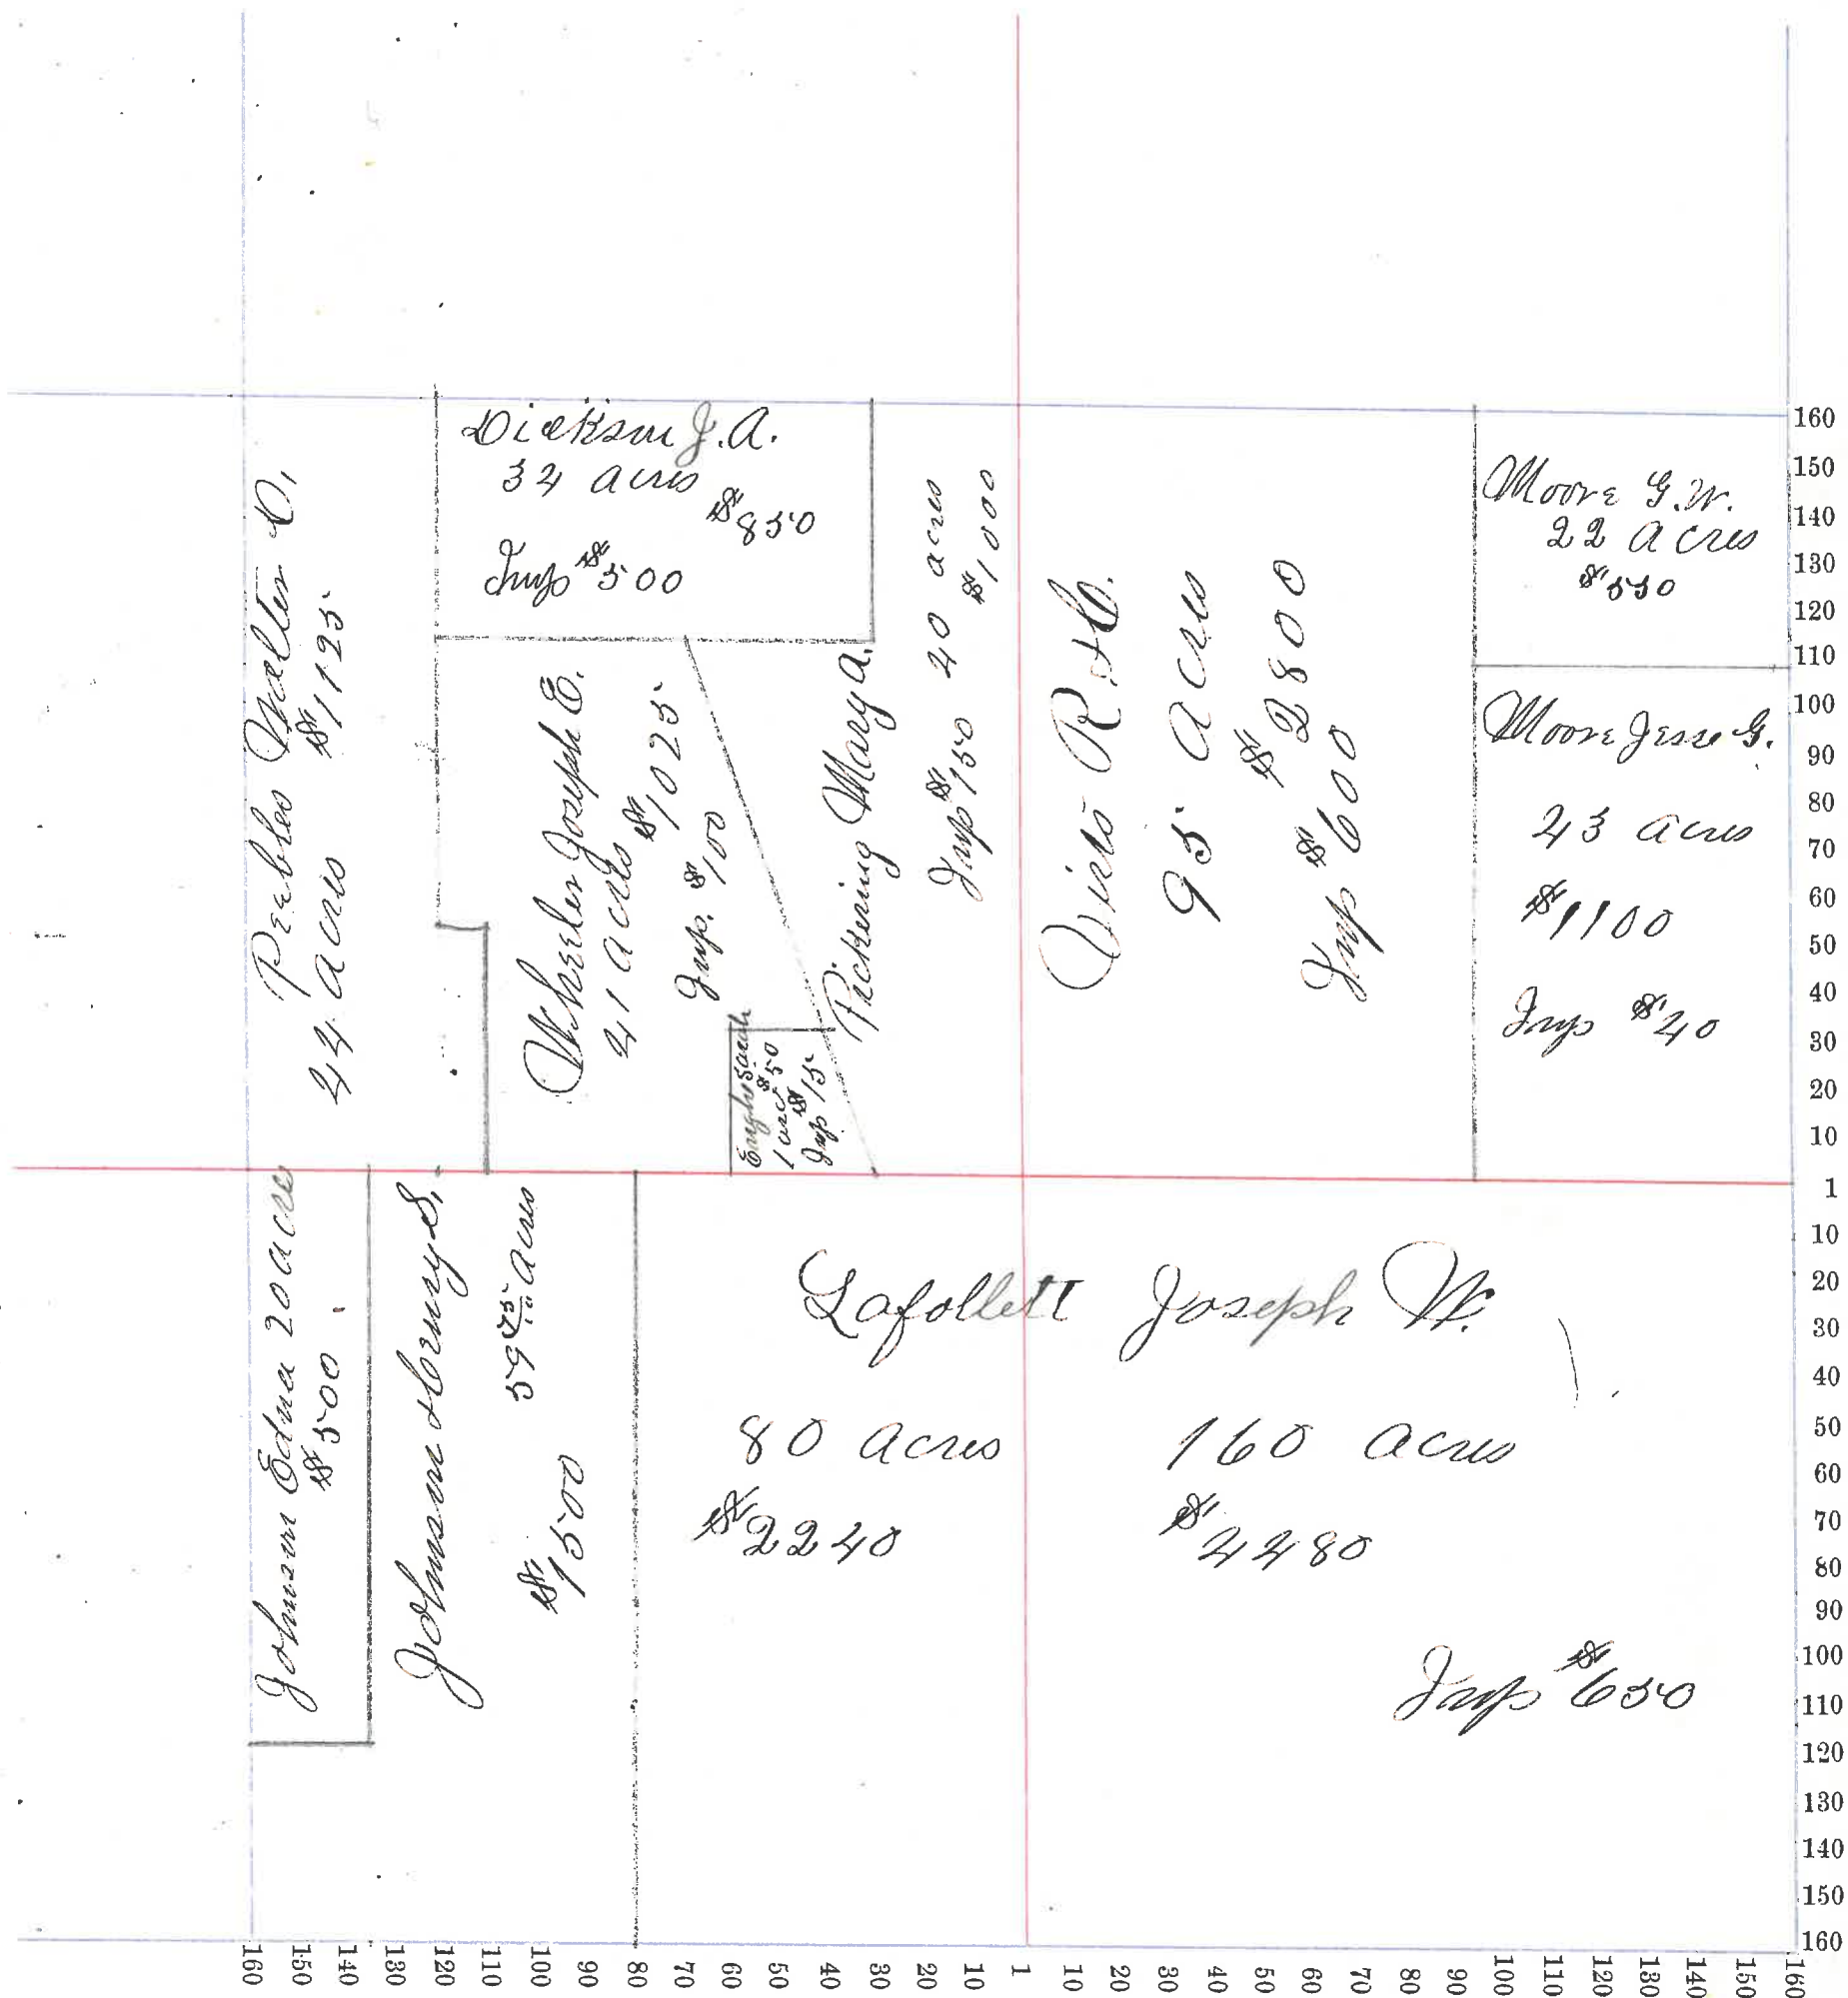 Dickson J. A.
34 acres
$850
Imp $500
Peebles Walter D.
44 acres $1125
Wheeler Joseph E.
41 acres $1025
Imp. $100
Pickering Mary A.
Imp $150 40 acres
$1000
English Sarah
1 acre $50
Imp $15
Virts R. H.
95 acres
$2800
Imp $600
Moore G. W.
22 acres
$550
Moore Jesse G.
43 acres
$1100
Imp $40
Johnson Edna 20 acres
$500
Johnson Henry S.
59 75 acres
$1500
Lafollett Joseph W.
80 acres 160 acres
$2240 $4480
Imp $650
160
150
140
130
120
110
100
90
80
70
60
50
40
30
20
10
1
10
20
30
40
50
60
70
80
90
100
110
120
130
140
150
160
160 150 140 130 120 110 100 90 80 70 60 50 40 30 20 10 1 10 20 30 40 50 60 70 80 90 100 110 120 130 140 150 160